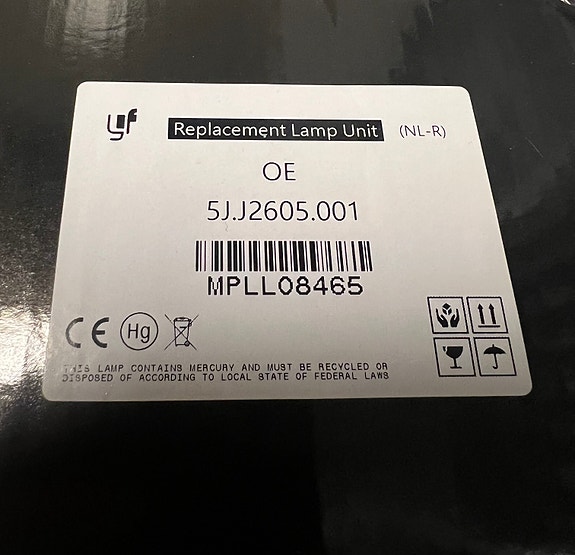 yf
Replacement Lamp Unit (NL-R)
OE
5J.J2605.001
MPLL08465
CE Hg
THIS LAMP CONTAINS MERCURY AND MUST BE RECYCLED OR
DISPOSED OF ACCORDING TO LOCAL STATE OF FEDERAL LAWS